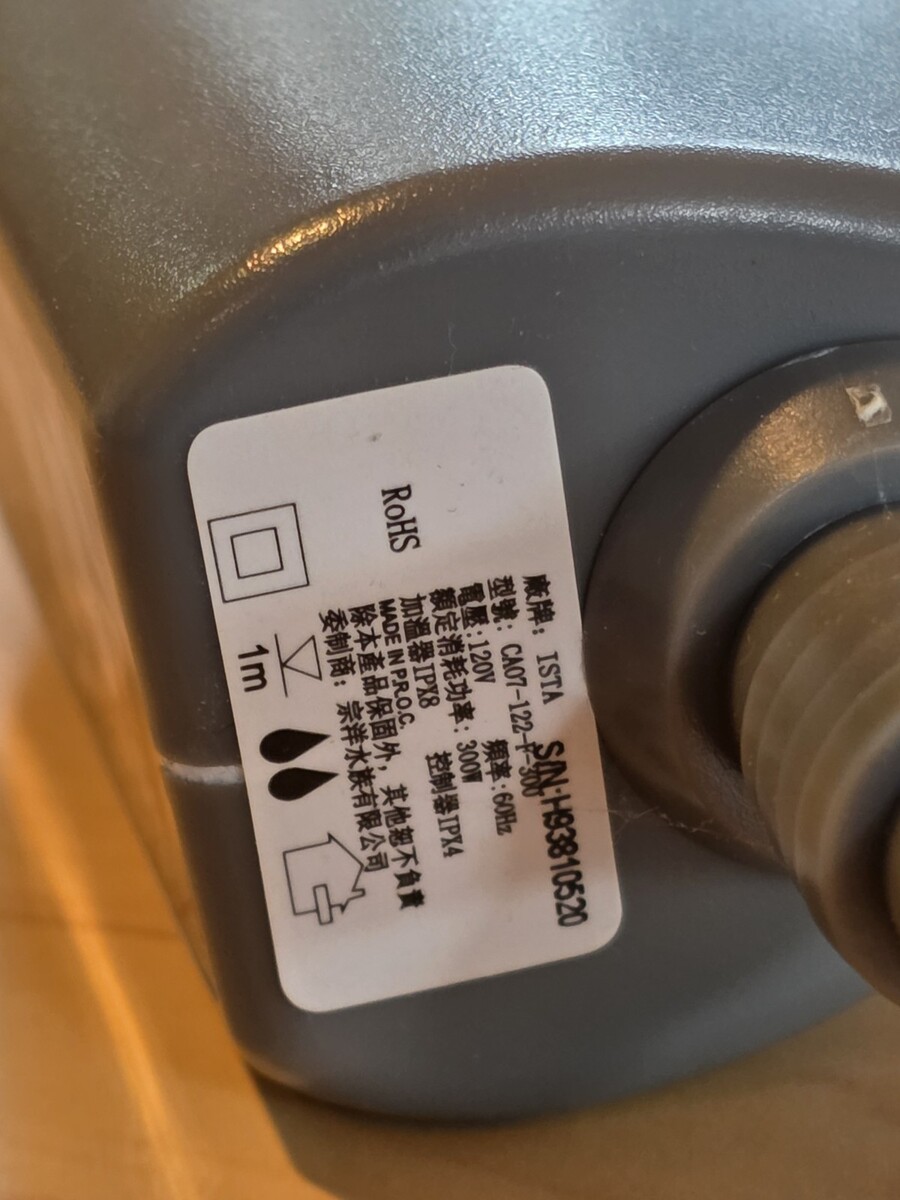 廠牌：ISTA
S/N:H93810520
型號：CA07-122-F-300
電壓:120V 頻率:60Hz
額定消耗功率：300W
加溫器IPX8 控制器IPX4
MADE IN P.R.O.C.
除本產品保固外，其他恕不負責
委制商：宗洋水族有限公司
RoHS
1m